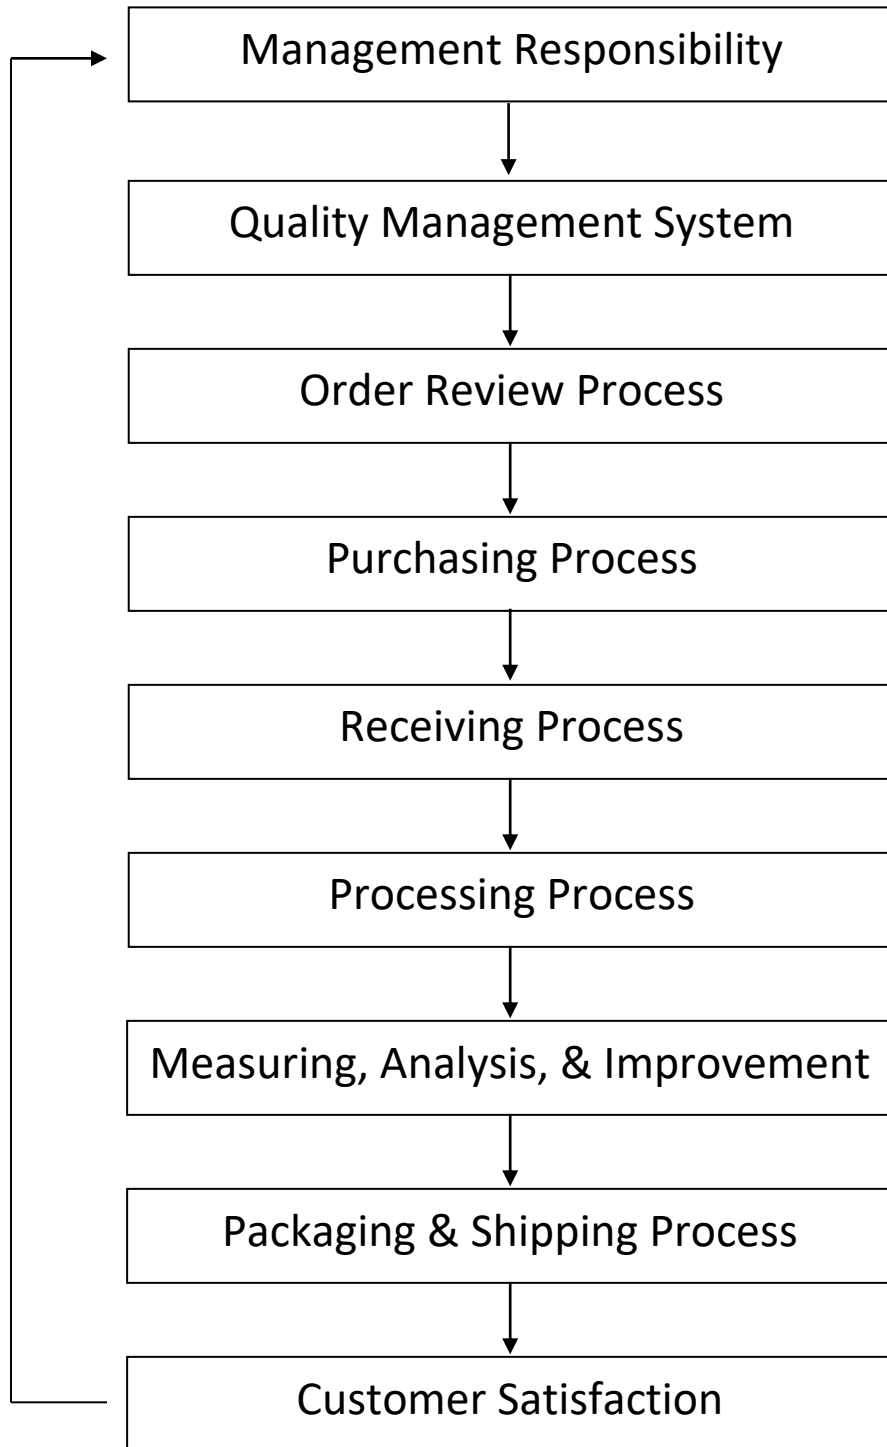 Management Responsibility
Quality Management System
Order Review Process
Purchasing Process
Receiving Process
Processing Process
Measuring, Analysis, & Improvement
Packaging & Shipping Process
Customer Satisfaction